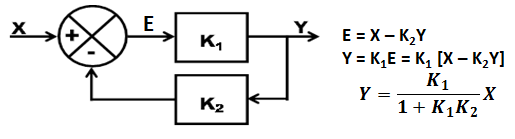 X + - E K₁ Y
K₂
E = X – K₂Y
Y = K₁E = K₁ [X – K₂Y]
Y = K₁ / 1 + K₁K₂ X